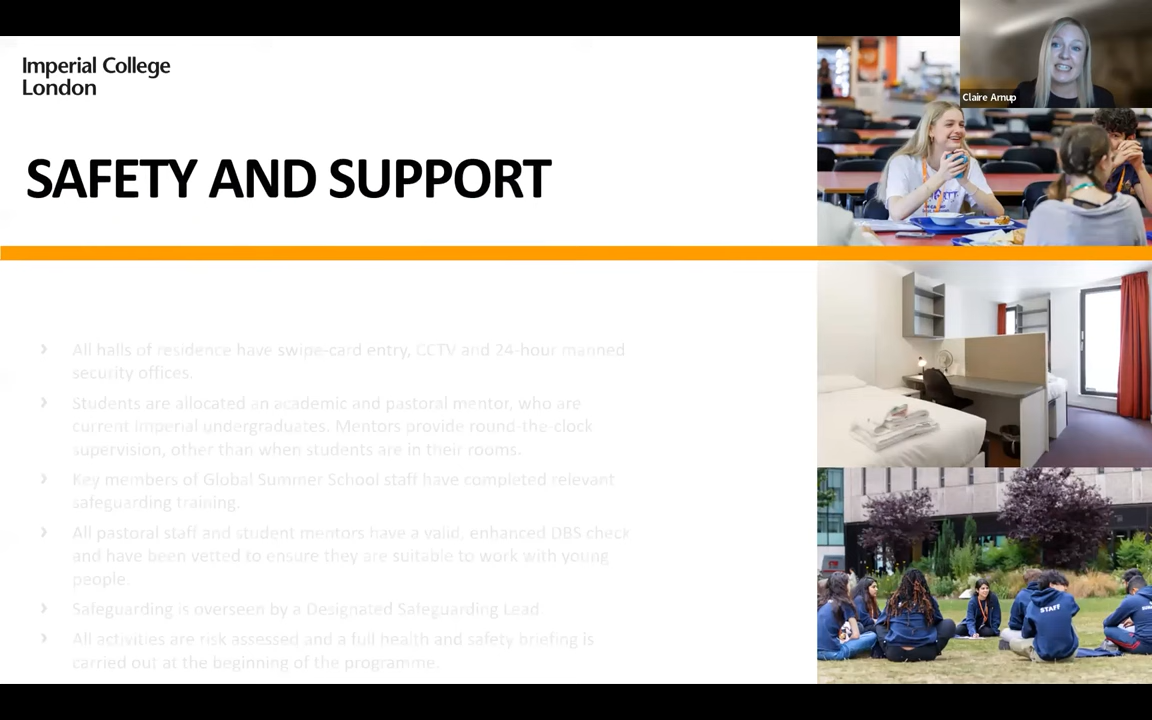 Imperial College
London
Claire Arnup
SAFETY AND SUPPORT
› All halls of residence have swipe-card entry, CCTV and 24-hour manned
security offices.
› Students are allocated an academic and pastoral mentor, who are
current Imperial undergraduates. Mentors provide round-the-clock
supervision, other than when students are in their rooms.
› Key members of Global Summer School staff have completed relevant
safeguarding training.
› All pastoral staff and student mentors have a valid, enhanced DBS check
and have been vetted to ensure they are suitable to work with young
people.
› Safeguarding is overseen by a Designated Safeguarding Lead
› All activities are risk assessed and a full health and safety briefing is
carried out at the beginning of the programme.
STAFF